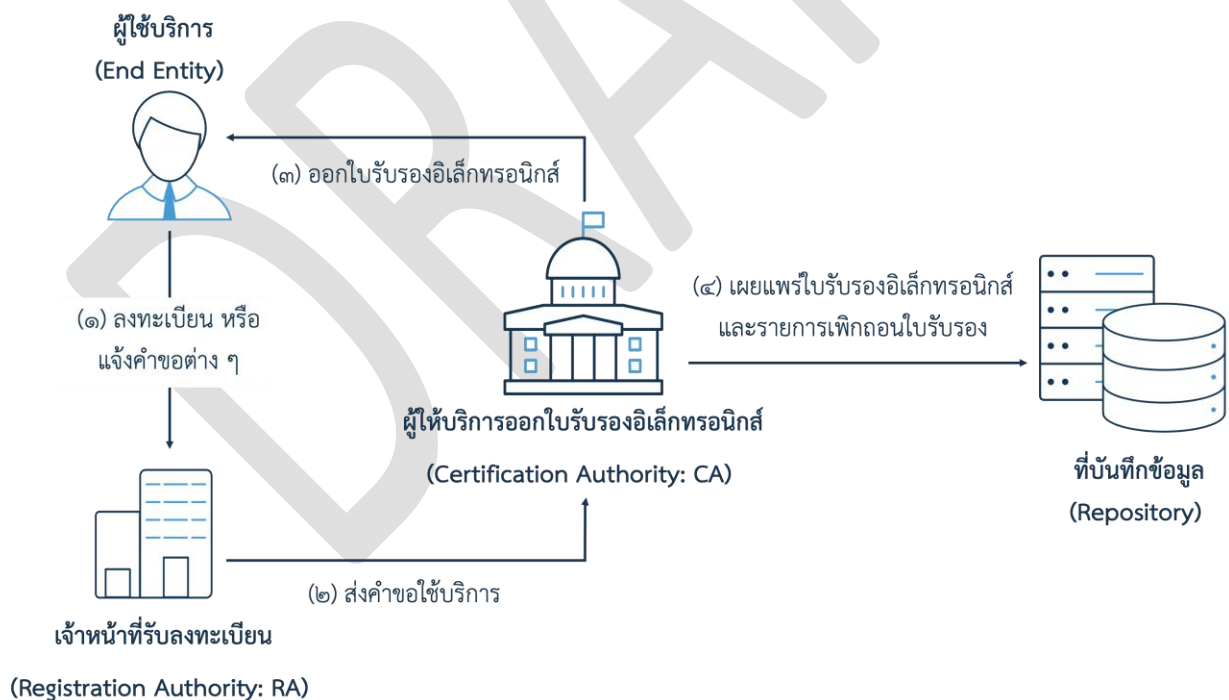 ผู้ใช้บริการ
(End Entity)
(๓) ออกใบรับรองอิเล็กทรอนิกส์
(๑) ลงทะเบียน หรือ
แจ้งคำขอต่าง ๆ
(๔) เผยแพร่ใบรับรองอิเล็กทรอนิกส์
และรายการเพิกถอนใบรับรอง
ผู้ให้บริการออกใบรับรองอิเล็กทรอนิกส์
(Certification Authority: CA)
ที่บันทึกข้อมูล
(Repository)
(๒) ส่งคำขอใช้บริการ
เจ้าหน้าที่รับลงทะเบียน
(Registration Authority: RA)